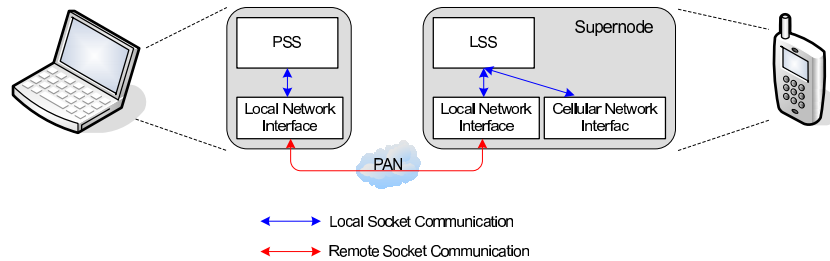 PSS
LSS
Supernode
Local Network
Interface
Local Network
Interface
Cellular Network
Interfac
PAN
Local Socket Communication
Remote Socket Communication